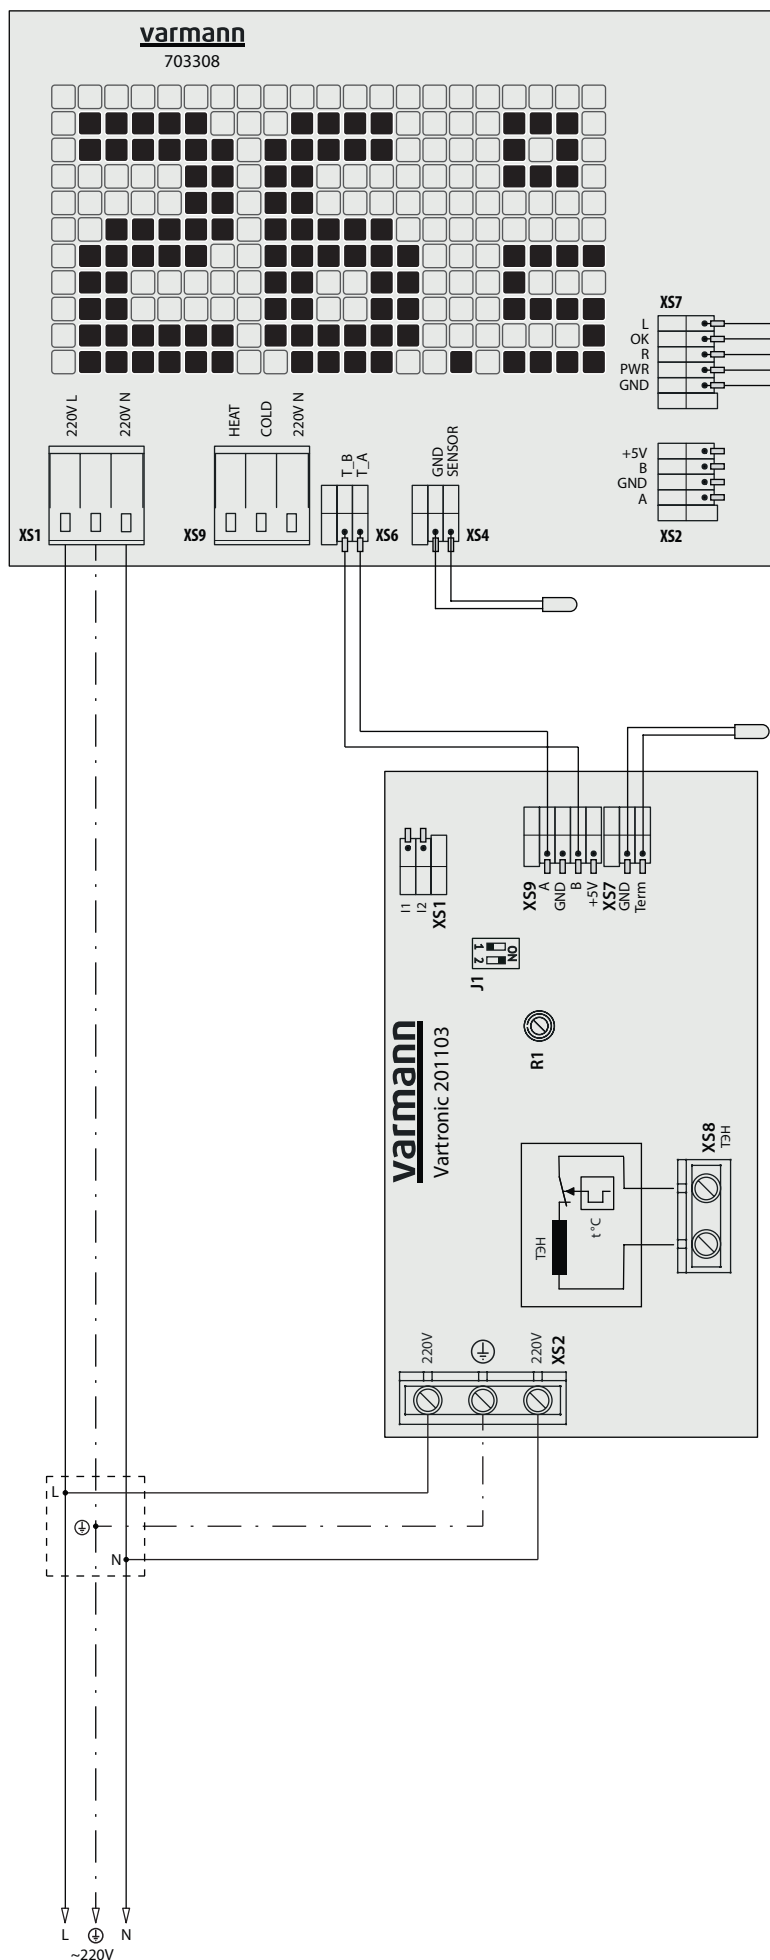 varmann
703308
26°.5
XS7
L
OK
R
PWR
GND
220V L
220V N
HEAT
COLD
220V N
T_B
T_A
GND
SENSOR
+5V
B
GND
A
XS1
XS9
XS6
XS4
XS2
I1
I2
XS1
XS9
A
GND
B
+5V
XS7
GND
Term
J1
1
2
ON
R1
varmann
Vartronic 201103
XS8
ТЭН
ТЭН
t °C
220V
220V
XS2
L
N
L
N
~220V